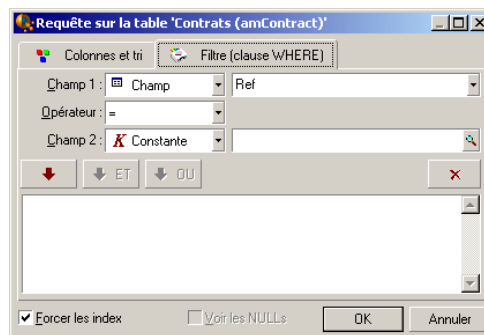 Requête sur la table 'Contrats (amContract)'
Colonnes et tri Filtre (clause WHERE)
Champ 1 : Champ Ref
Opérateur : =
Champ 2 : K Constante
ET OU
Forcer les index Voir les NULLs OK Annuler